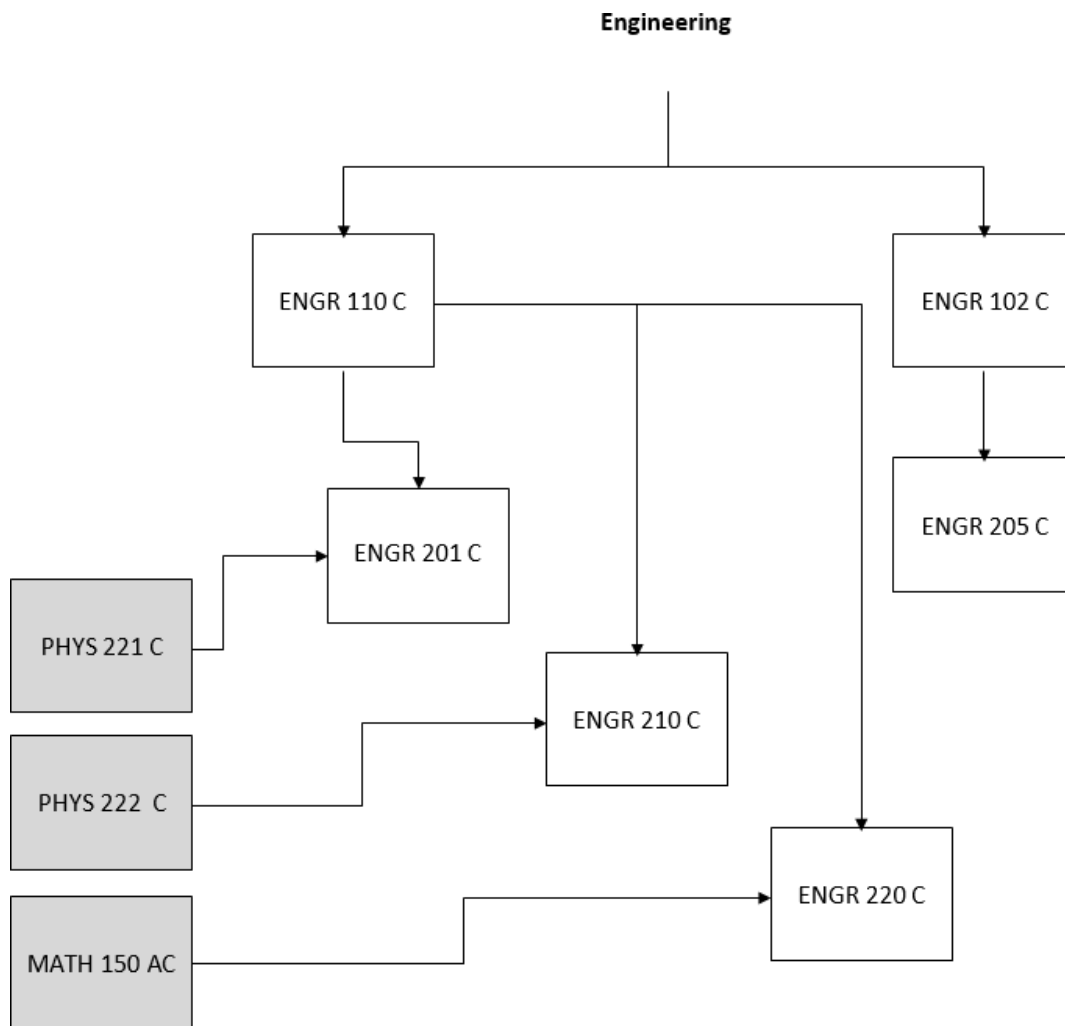 Engineering
ENGR 110 C
ENGR 102 C
ENGR 201 C
ENGR 205 C
PHYS 221 C
ENGR 210 C
PHYS 222  C
ENGR 220 C
MATH 150 AC